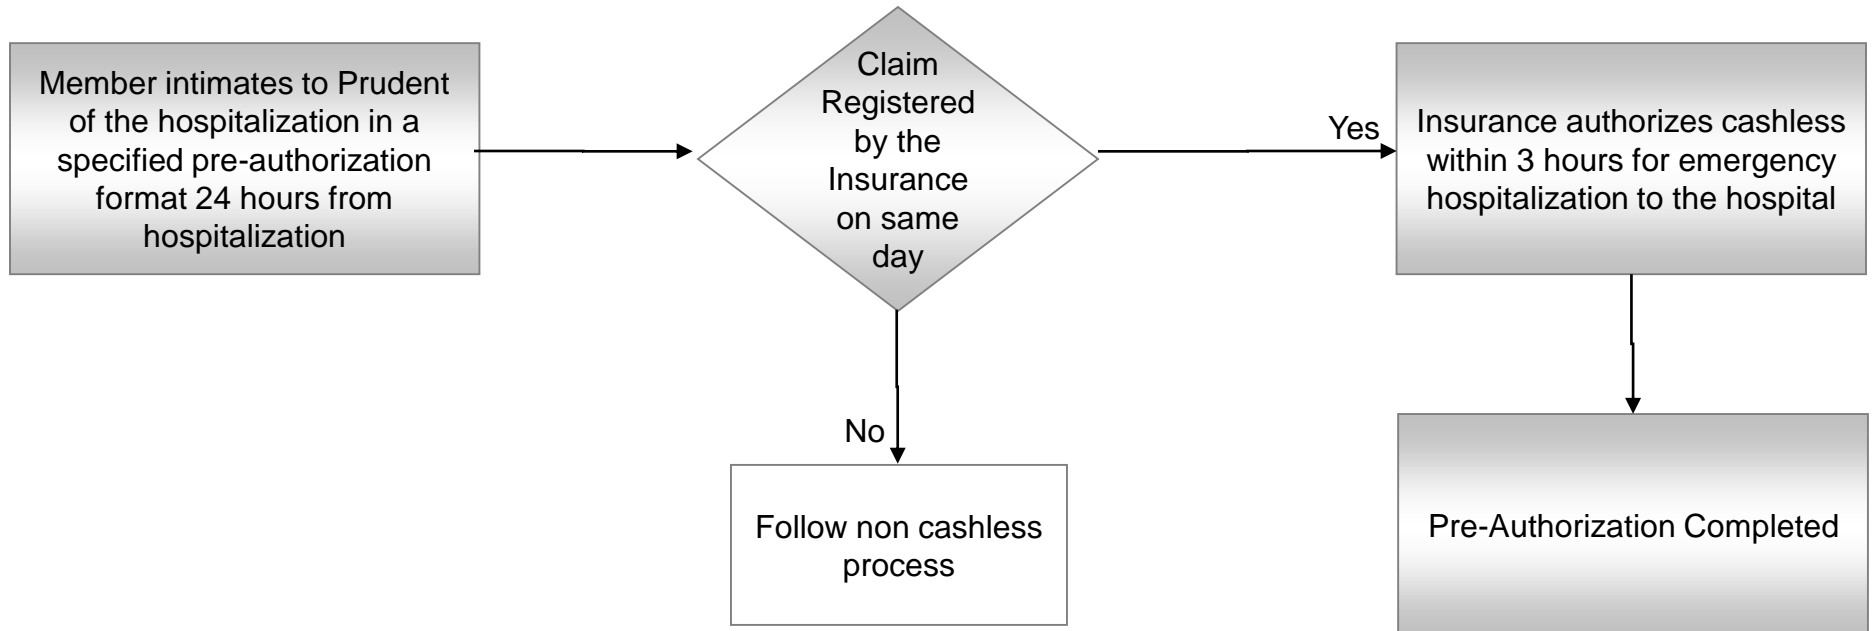 Member intimates to Prudent
of the hospitalization in a
specified pre-authorization
format 24 hours from
hospitalization
Claim
Registered
by the
Insurance
on same
day
Yes
Insurance authorizes cashless
within 3 hours for emergency
hospitalization to the hospital
No
Follow non cashless
process
Pre-Authorization Completed